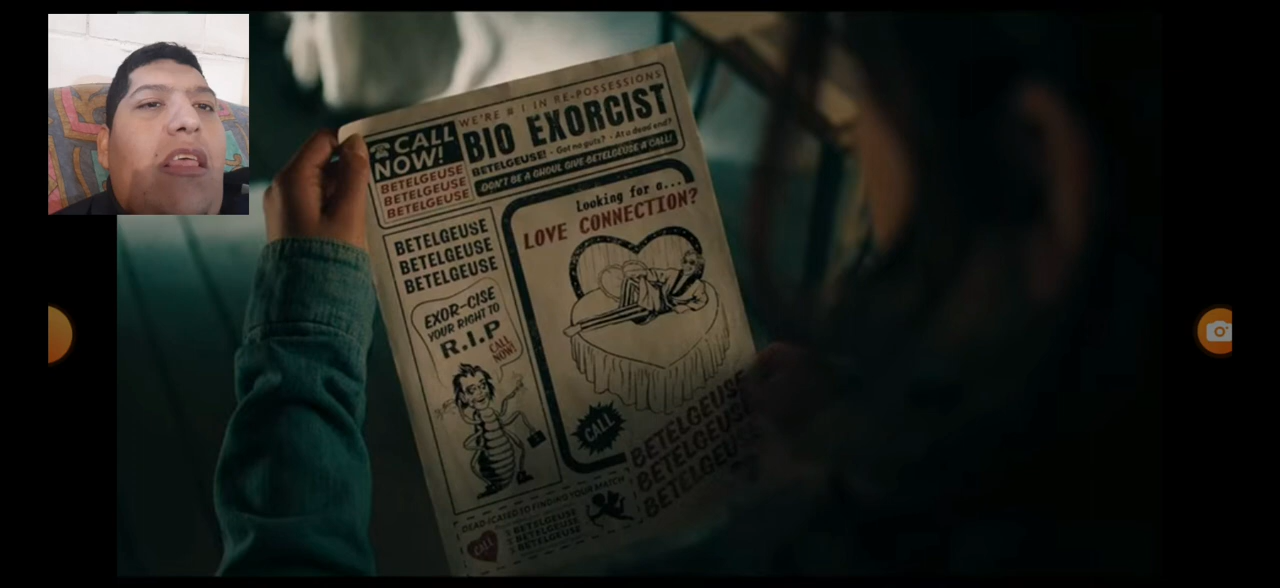 WE'RE # 1 IN RE-POSSESSIONS
CALL
NOW!
BIO EXORCIST
BETELGEUSE! - Got no guts? - At a dead end?
DON'T BE A GHOUL GIVE BETELGEUSE A CALL!
BETELGEUSE
BETELGEUSE
BETELGEUSE
BETELGEUSE
BETELGEUSE
BETELGEUSE
EXOR-CISE
YOUR RIGHT TO
R.I.P
CALL
NOW!
Looking for a...
LOVE CONNECTION?
CALL
BETELGEUSE
BETELGEUSE
BETELGEUSE
DEAD-ICATED TO FINDING YOUR MATCH
CALL
BETELGEUSE
BETELGEUSE
BETELGEUSE